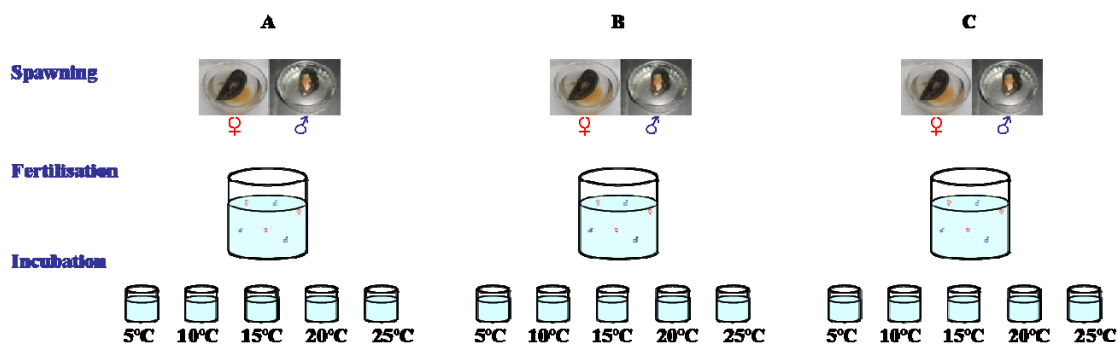 A B C
Spawning
♀ ♂ ♀ ♂ ♀ ♂
Fertilisation
Incubation
5ºC 10ºC 15ºC 20ºC 25ºC 5ºC 10ºC 15ºC 20ºC 25ºC 5ºC 10ºC 15ºC 20ºC 25ºC